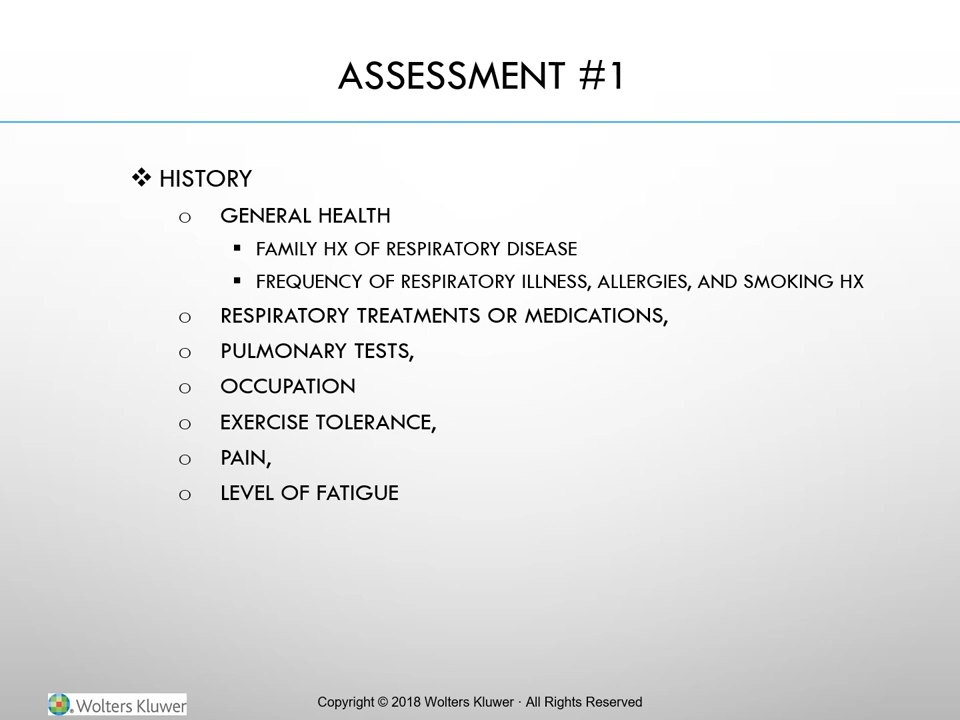 ASSESSMENT #1
❖ HISTORY
o GENERAL HEALTH
▪ FAMILY HX OF RESPIRATORY DISEASE
▪ FREQUENCY OF RESPIRATORY ILLNESS, ALLERGIES, AND SMOKING HX
o RESPIRATORY TREATMENTS OR MEDICATIONS,
o PULMONARY TESTS,
o OCCUPATION
o EXERCISE TOLERANCE,
o PAIN,
o LEVEL OF FATIGUE
Wolters Kluwer
Copyright © 2018 Wolters Kluwer · All Rights Reserved